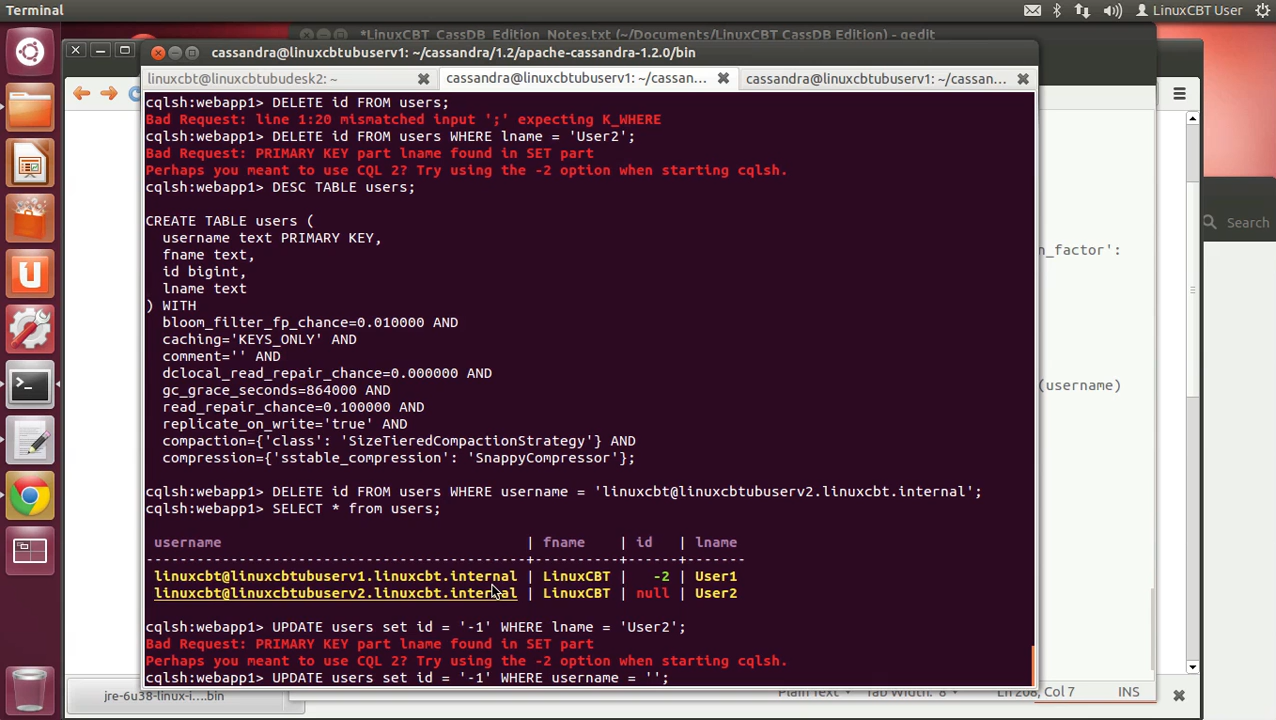 Terminal
LinuxCBT User
*LinuxCBT CassDB Edition_Notes.txt (~/Documents/LinuxCBT CassDB Edition) - gedit
cassandra@linuxcbtubuserv1: ~/cassandra/1.2/apache-cassandra-1.2.0/bin
linuxcbt@linuxcbtubudesk2: ~
cassandra@linuxcbtubuserv1: ~/cassan...
cassandra@linuxcbtubuserv1: ~/cassan...
cqlsh:webapp1> DELETE id FROM users;
Bad Request: line 1:20 mismatched input ';' expecting K_WHERE
cqlsh:webapp1> DELETE id FROM users WHERE lname = 'User2';
Bad Request: PRIMARY KEY part lname found in SET part
Perhaps you meant to use CQL 2? Try using the -2 option when starting cqlsh.
cqlsh:webapp1> DESC TABLE users;
CREATE TABLE users (
username text PRIMARY KEY,
fname text,
id bigint,
lname text
) WITH
bloom_filter_fp_chance=0.010000 AND
caching='KEYS_ONLY' AND
comment='' AND
dclocal_read_repair_chance=0.000000 AND
gc_grace_seconds=864000 AND
read_repair_chance=0.100000 AND
replicate_on_write='true' AND
compaction={'class': 'SizeTieredCompactionStrategy'} AND
compression={'sstable_compression': 'SnappyCompressor'};
cqlsh:webapp1> DELETE id FROM users WHERE username = 'linuxcbt@linuxcbtubuserv2.linuxcbt.internal';
cqlsh:webapp1> SELECT * from users;
username | fname | id | lname
linuxcbt@linuxcbtubuserv1.linuxcbt.internal | LinuxCBT | -2 | User1
linuxcbt@linuxcbtubuserv2.linuxcbt.internal | LinuxCBT | null | User2
cqlsh:webapp1> UPDATE users set id = '-1' WHERE lname = 'User2';
Bad Request: PRIMARY KEY part lname found in SET part
Perhaps you meant to use CQL 2? Try using the -2 option when starting cqlsh.
cqlsh:webapp1> UPDATE users set id = '-1' WHERE username = '';
n_factor':
(username)
Search
jre-6u38-linux-i....bin
Plain Text
Tab Width: 8
Ln 208, Col 7
INS